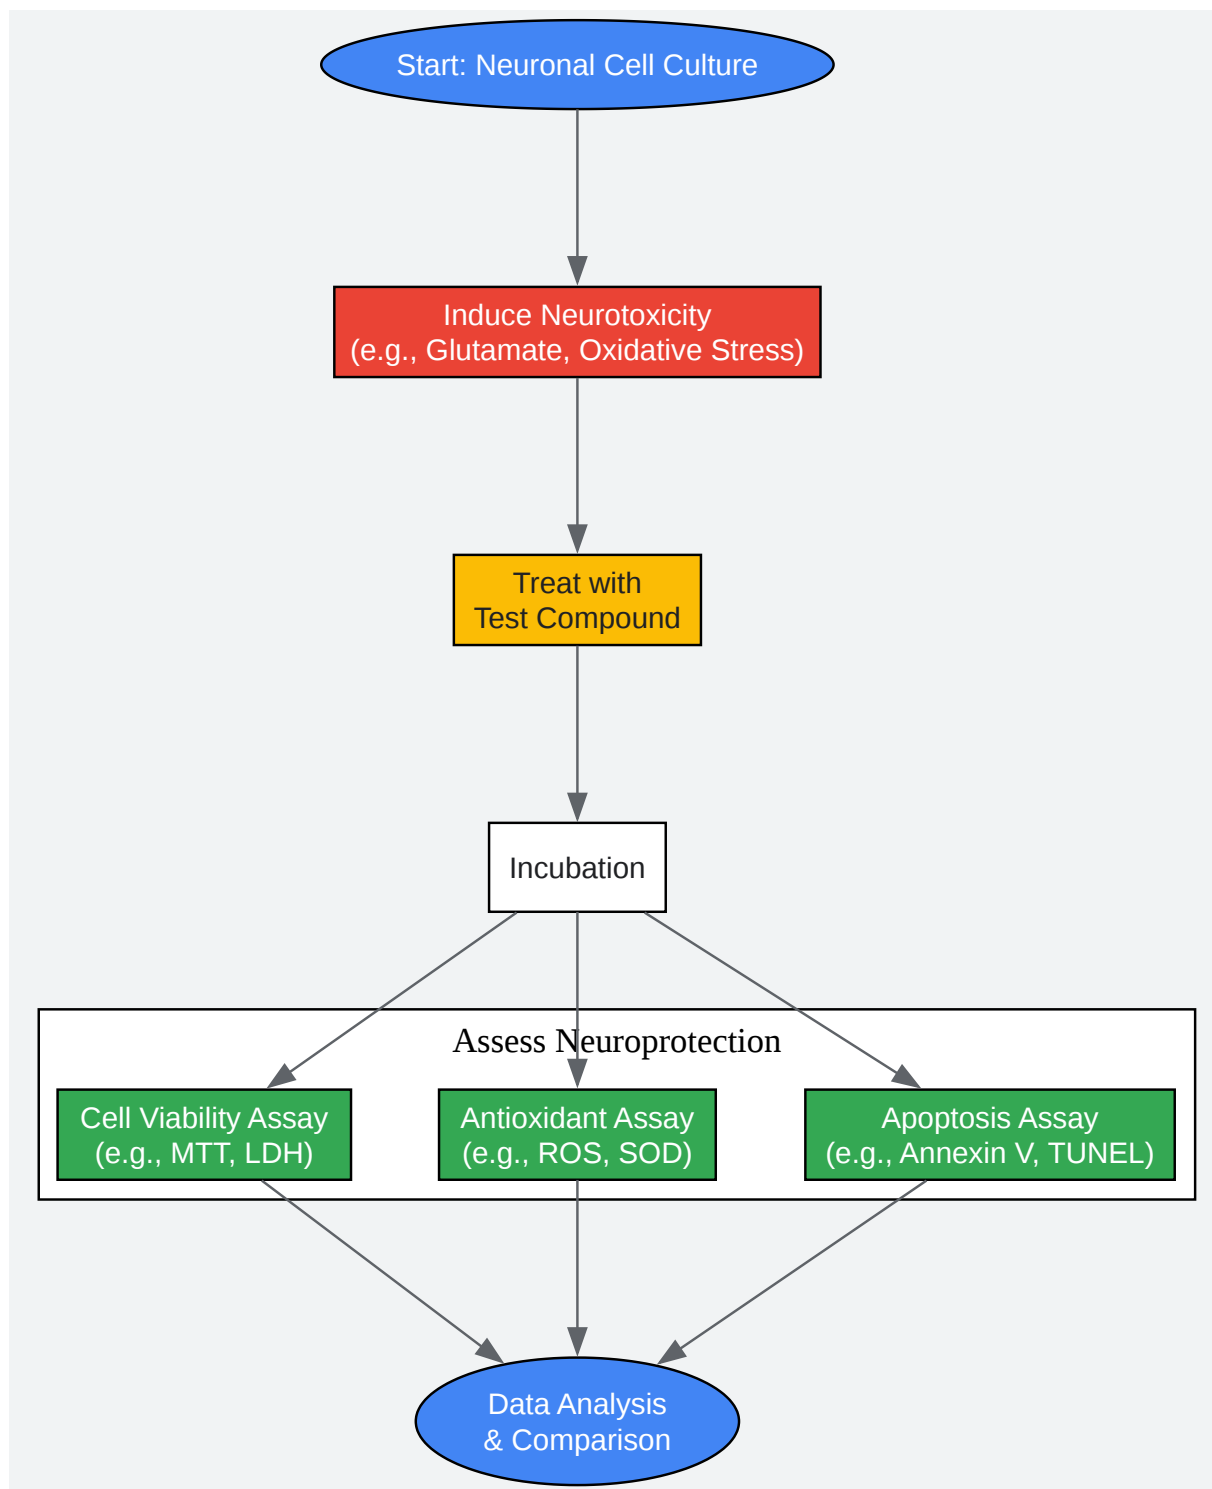 Start: Neuronal Cell Culture
Induce Neurotoxicity
(e.g., Glutamate, Oxidative Stress)
Treat with
Test Compound
Incubation
Assess Neuroprotection
Cell Viability Assay
(e.g., MTT, LDH)
Antioxidant Assay
(e.g., ROS, SOD)
Apoptosis Assay
(e.g., Annexin V, TUNEL)
Data Analysis
& Comparison